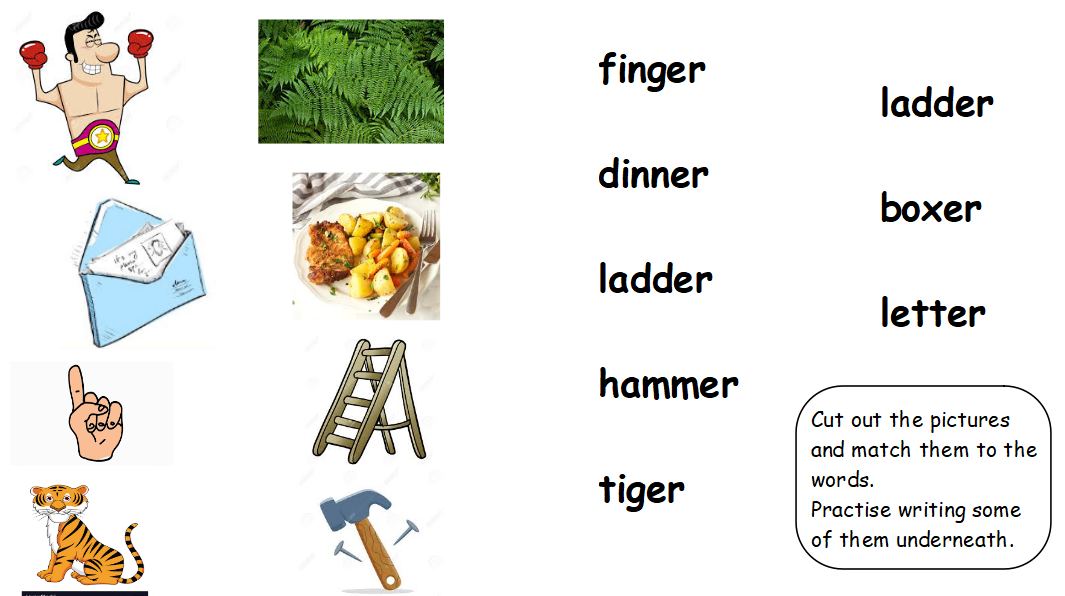 finger
dinner
ladder
hammer
tiger
ladder
boxer
letter
Cut out the pictures
and match them to the
words.
Practise writing some
of them underneath.